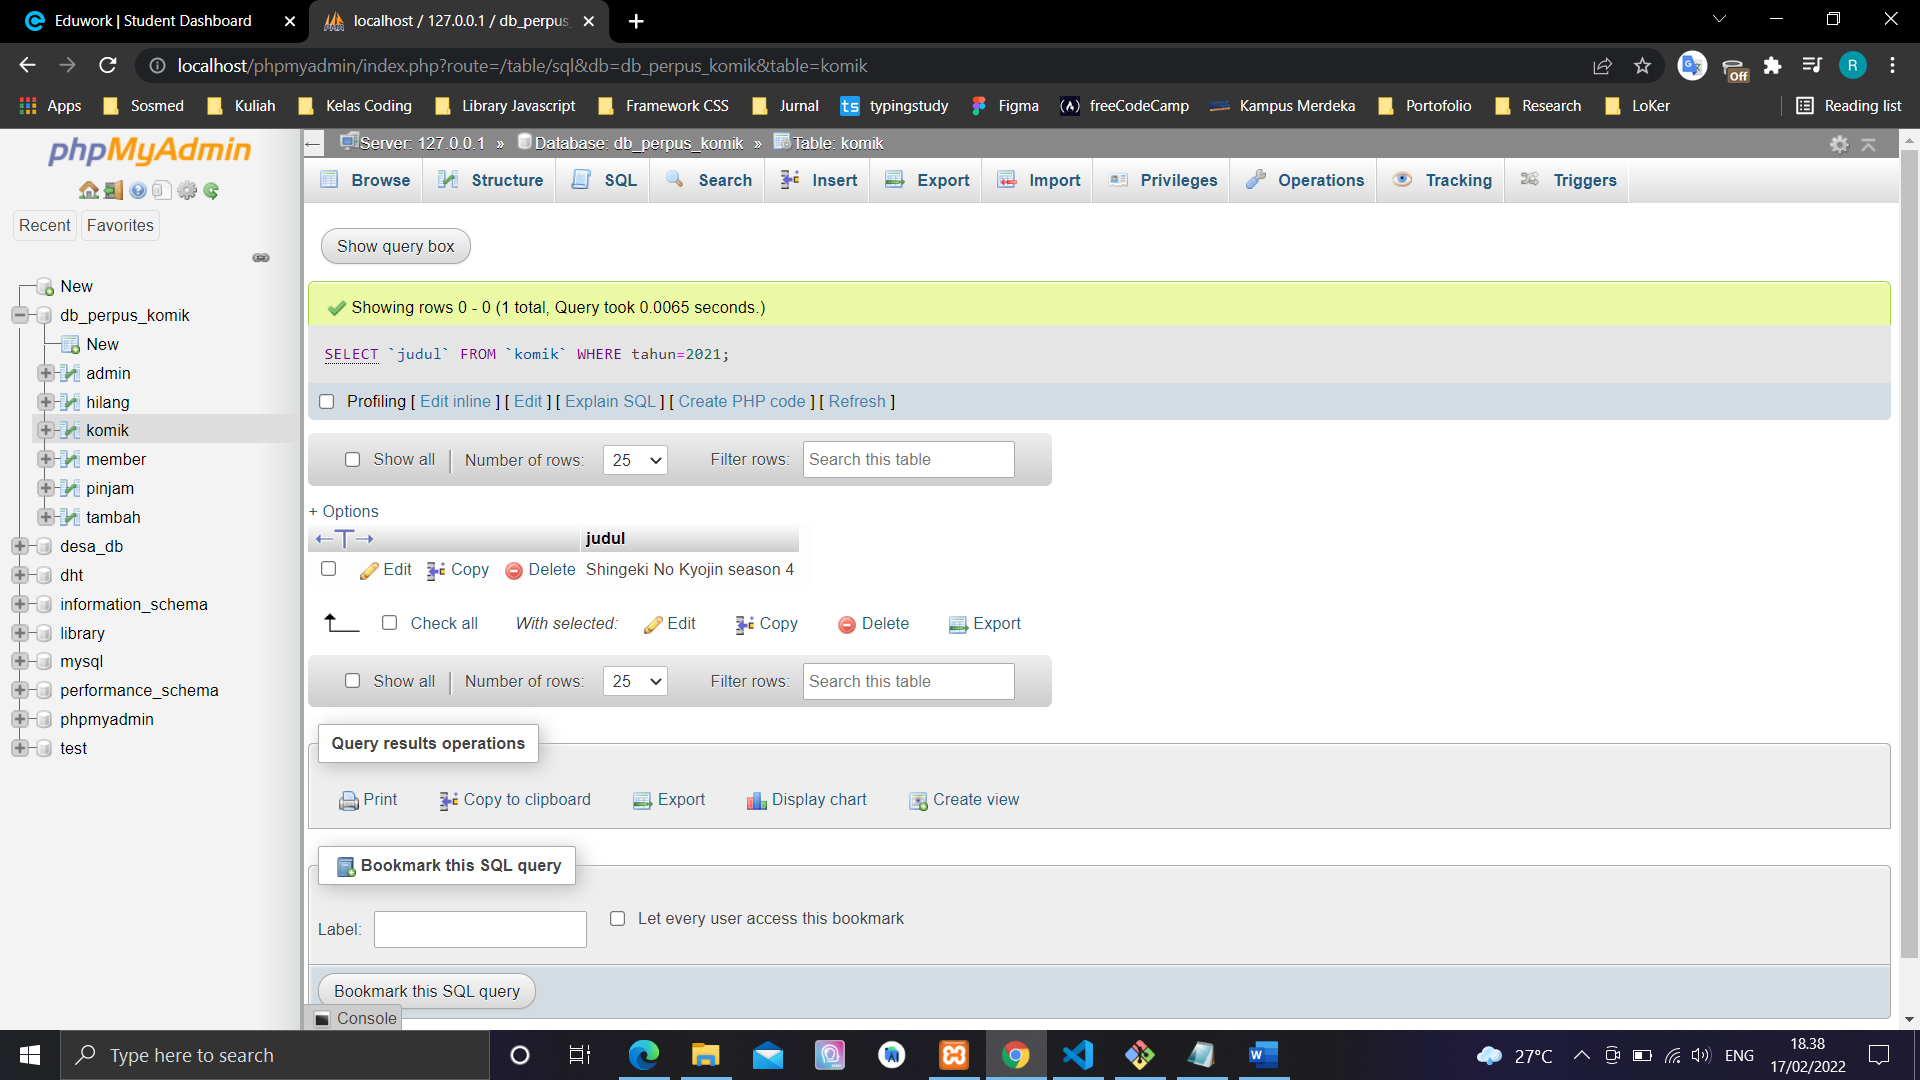 Eduwork | Student Dashboard
localhost / 127.0.0.1 / db_perpus
localhost/phpmyadmin/index.php?route=/table/sql&db=db_perpus_komik&table=komik
Off
R
Apps
Sosmed
Kuliah
Kelas Coding
Library Javascript
Framework CSS
Jurnal
ts typingstudy
Figma
(A) freeCodeCamp
Kampus Merdeka
Portofolio
Research
LoKer
Reading list
phpMyAdmin
Recent
Favorites
New
db_perpus_komik
New
admin
hilang
komik
member
pinjam
tambah
desa_db
dht
information_schema
library
mysql
performance_schema
phpmyadmin
test
Server: 127.0.0.1 » Database: db_perpus_komik » Table: komik
Browse
Structure
SQL
Search
Insert
Export
Import
Privileges
Operations
Tracking
Triggers
Show query box
Showing rows 0 - 0 (1 total, Query took 0.0065 seconds.)
SELECT `judul` FROM `komik` WHERE tahun=2021;
Profiling [ Edit inline ] [ Edit ] [ Explain SQL ] [ Create PHP code ] [ Refresh ]
Show all | Number of rows: 25 Filter rows: Search this table
+ Options
←T→ judul
Edit Copy Delete Shingeki No Kyojin season 4
Check all With selected: Edit Copy Delete Export
Show all | Number of rows: 25 Filter rows: Search this table
Query results operations
Print Copy to clipboard Export Display chart Create view
Bookmark this SQL query
Label: Let every user access this bookmark
Bookmark this SQL query
Console
Type here to search
27°C
ENG
18.38
17/02/2022